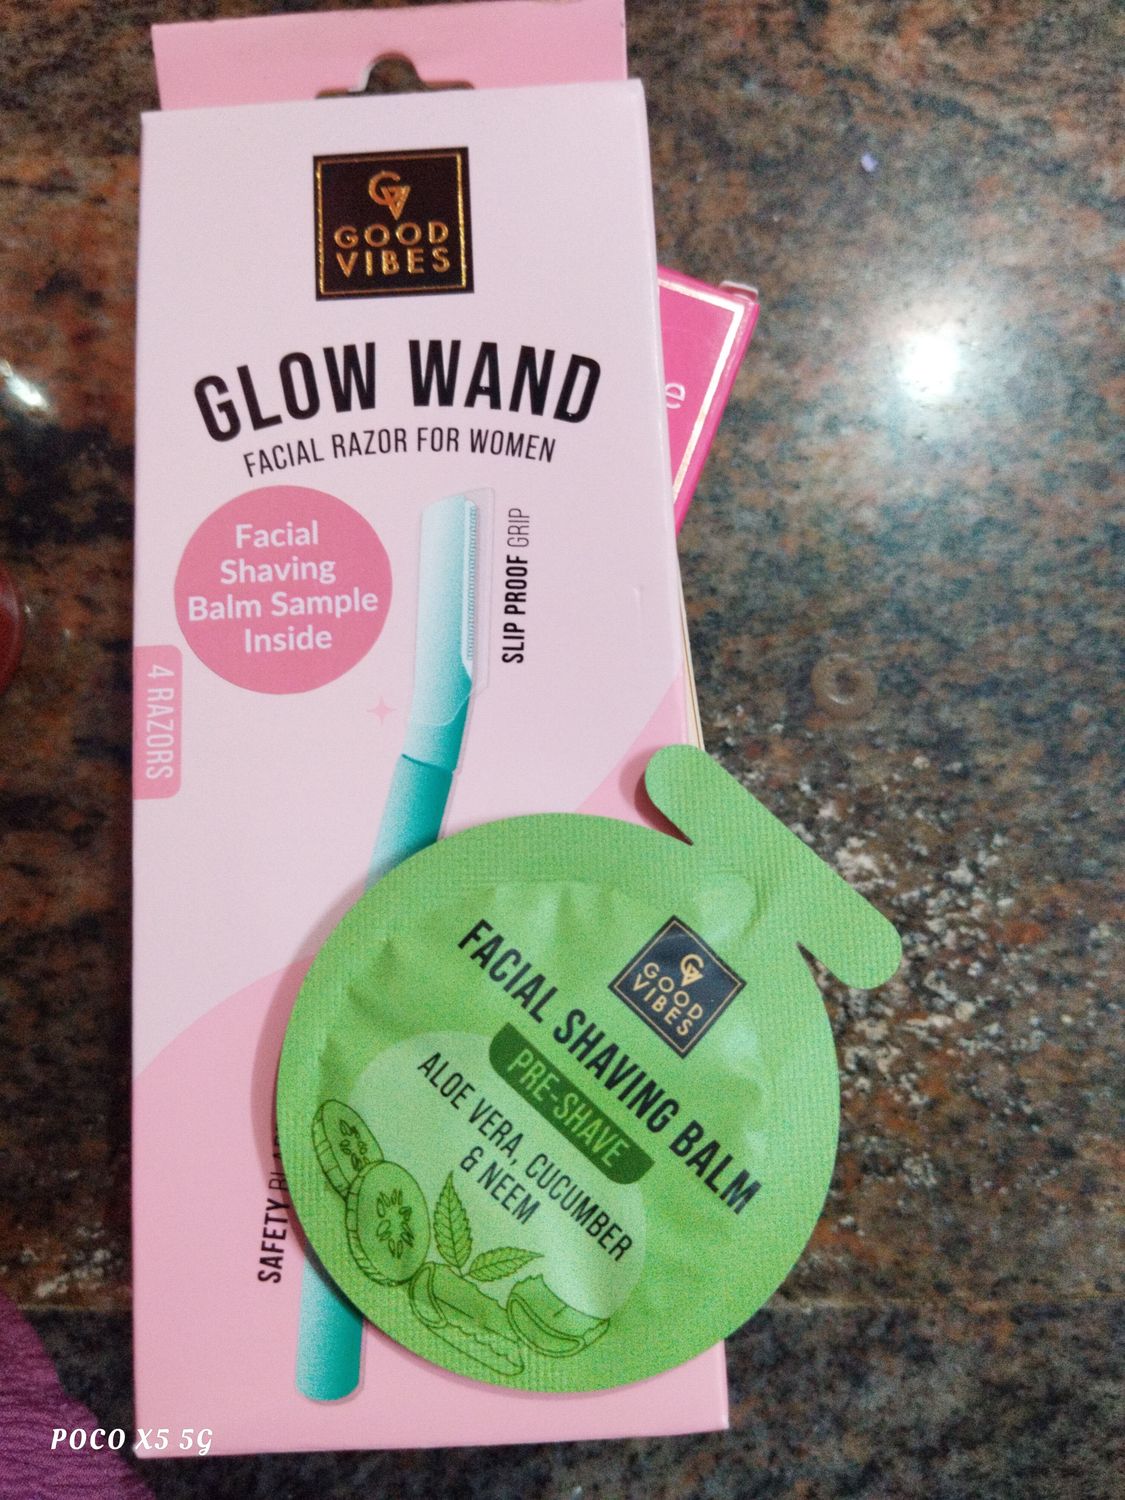 GOOD
VIBES
GLOW WAND
FACIAL RAZOR FOR WOMEN
Facial
Shaving
Balm Sample
Inside
SLIP PROOF GRIP
4 RAZORS
SAFETY
e
GOOD
VIBES
FACIAL SHAVING BALM
PRE-SHAVE
ALOE VERA, CUCUMBER
& NEEM
POCO X5 5G